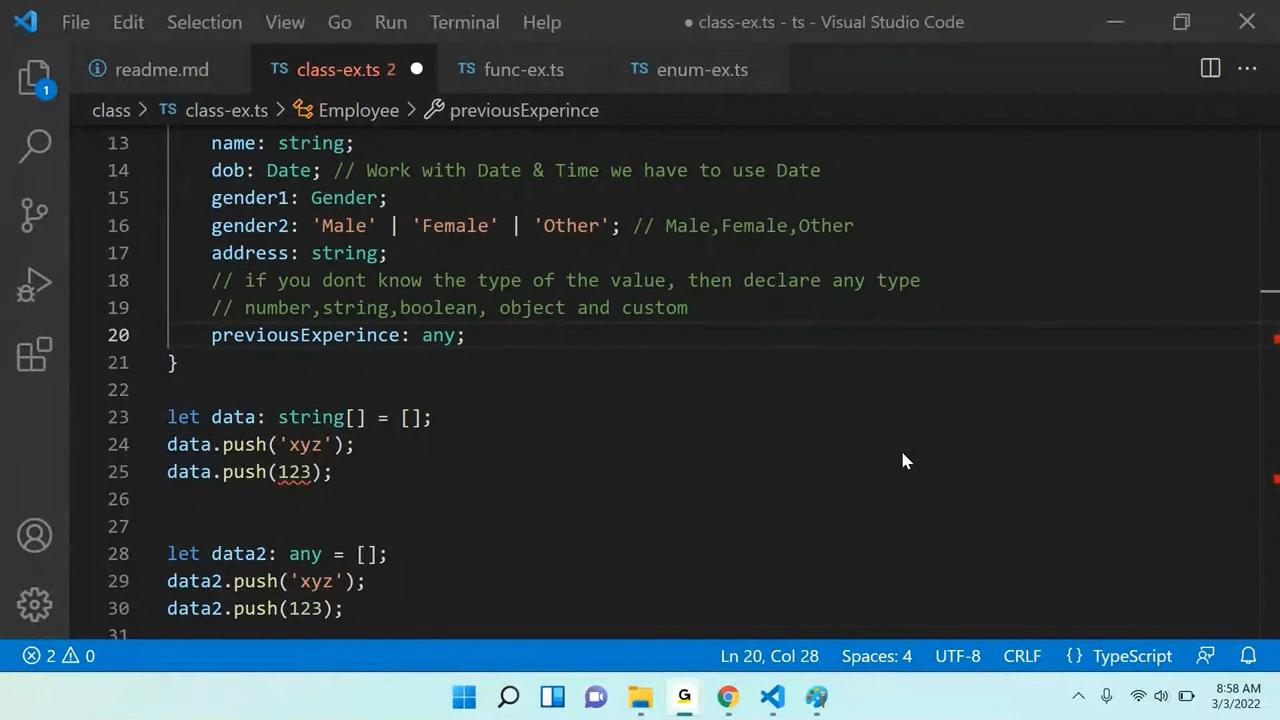 File Edit Selection View Go Run Terminal Help ● class-ex.ts - ts - Visual Studio Code
readme.md TS class-ex.ts 2 TS func-ex.ts TS enum-ex.ts
1
class > TS class-ex.ts > Employee > previousExperince
13 name: string;
14 dob: Date; // Work with Date & Time we have to use Date
15 gender1: Gender;
16 gender2: 'Male' | 'Female' | 'Other'; // Male,Female,Other
17 address: string;
18 // if you dont know the type of the value, then declare any type
19 // number,string,boolean, object and custom
20 previousExperince: any;
21 }
22
23 let data: string[] = [];
24 data.push('xyz');
25 data.push(123);
26
27
28 let data2: any = [];
29 data2.push('xyz');
30 data2.push(123);
31
2 0 Ln 20, Col 28 Spaces: 4 UTF-8 CRLF {} TypeScript
G
8:58 AM
3/3/2022